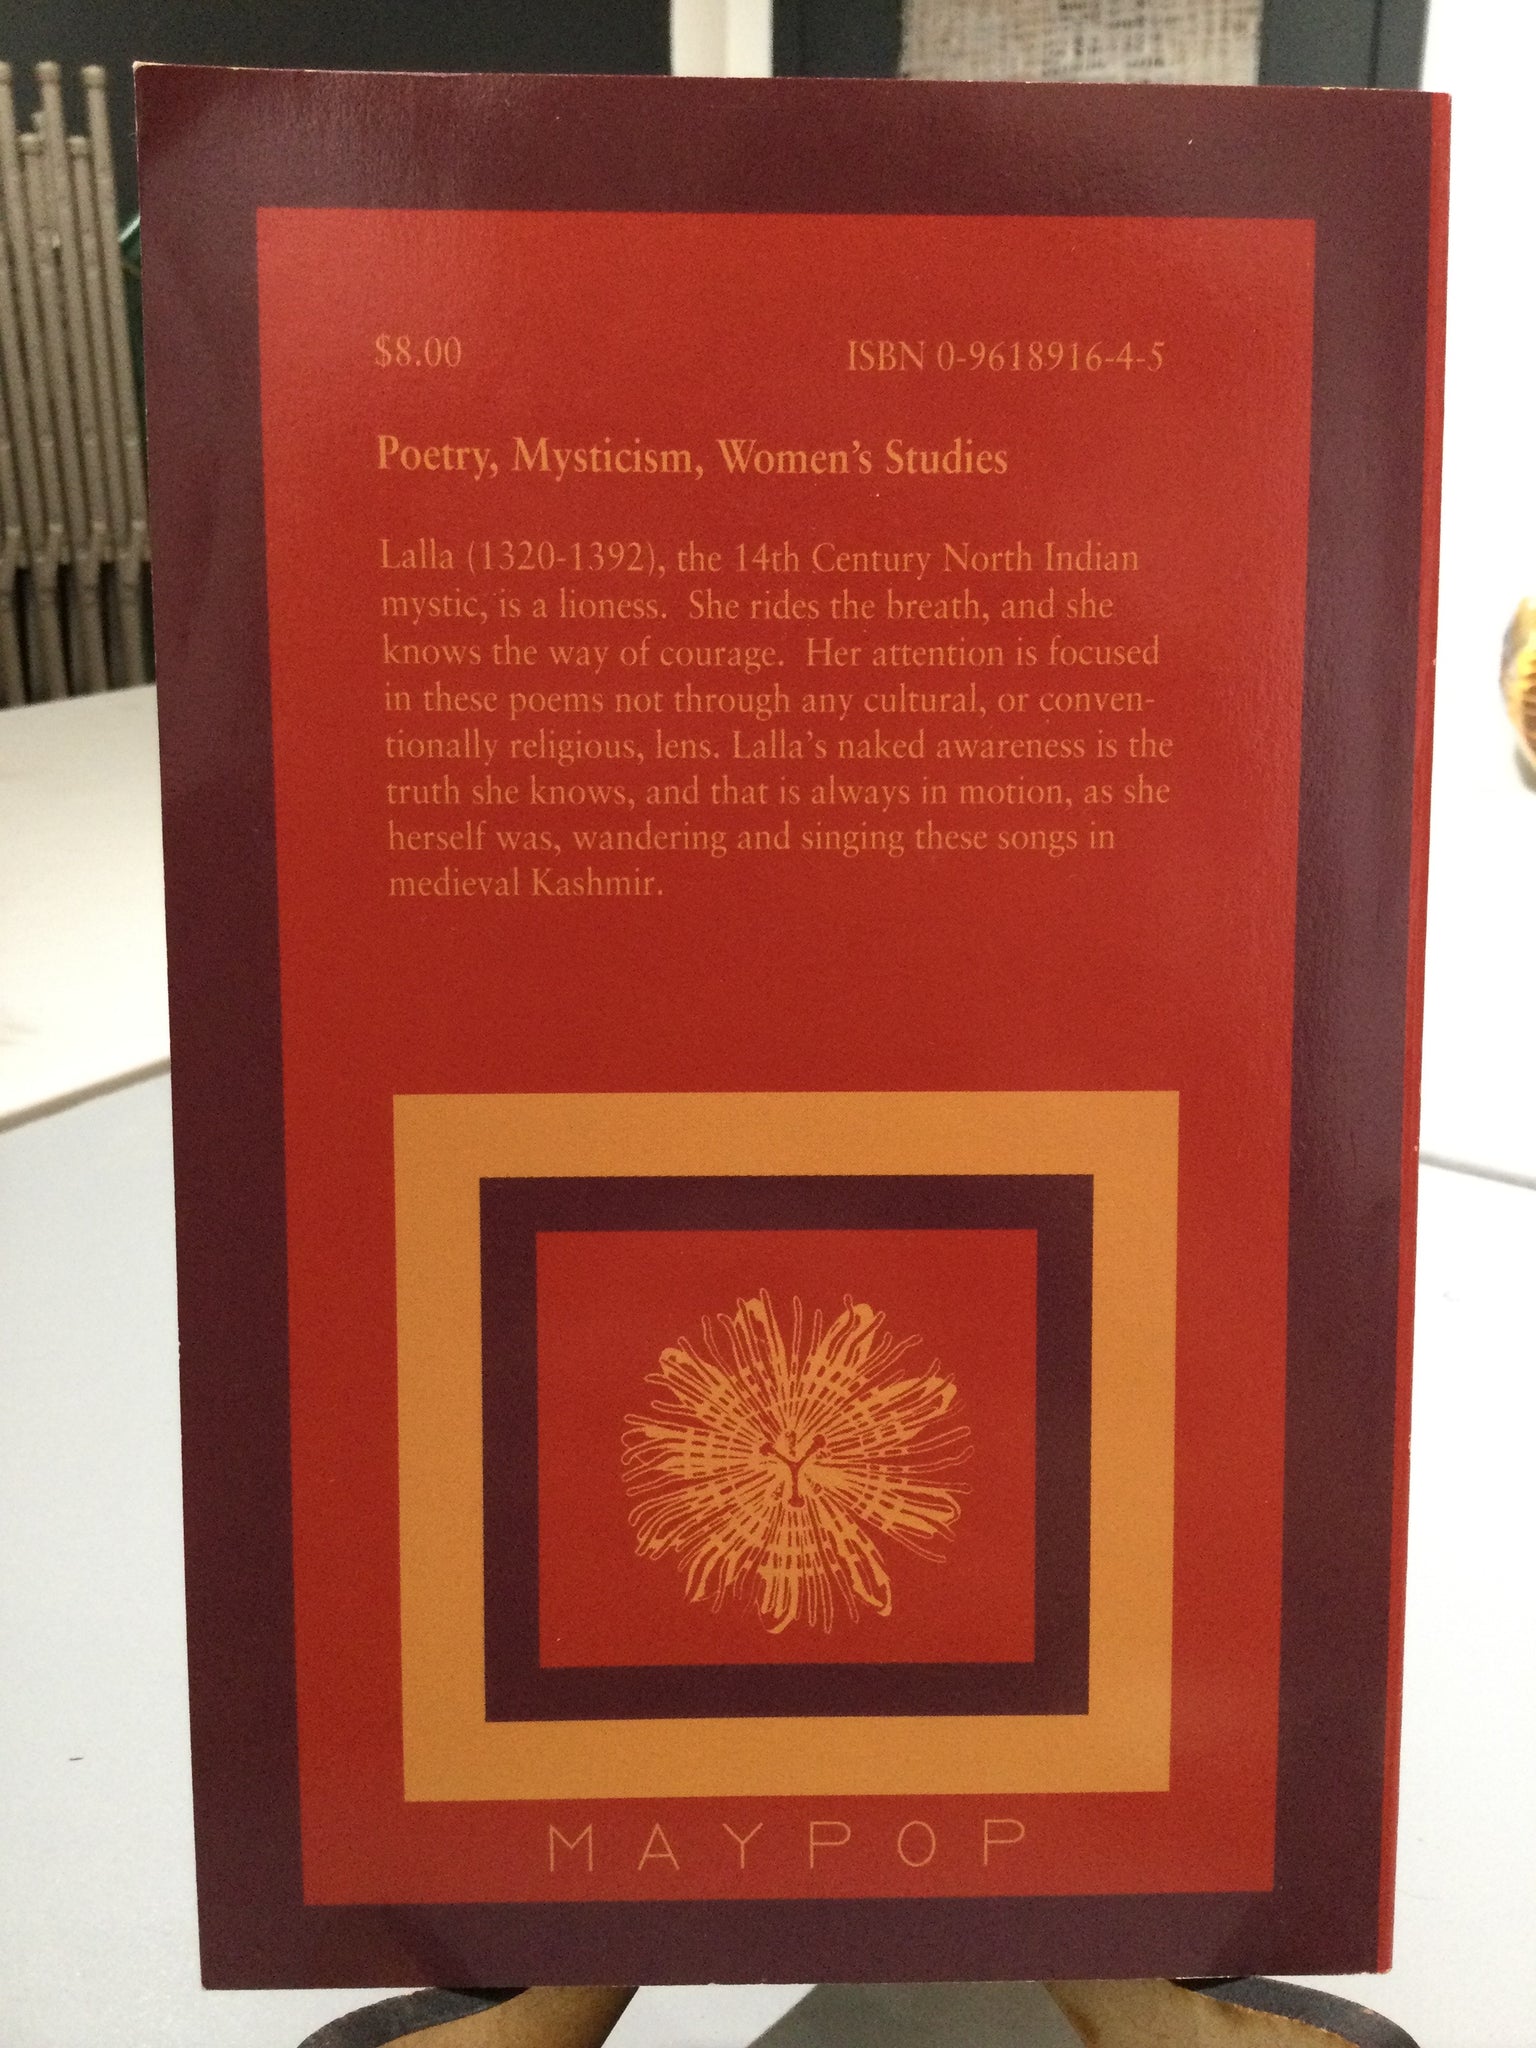 $8.00 ISBN 0-9618916-4-5
Poetry, Mysticism, Women's Studies
Lalla (1320-1392), the 14th Century North Indian
mystic, is a lioness. She rides the breath, and she
knows the way of courage. Her attention is focused
in these poems not through any cultural, or conven-
tionally religious, lens. Lalla's naked awareness is the
truth she knows, and that is always in motion, as she
herself was, wandering and singing these songs in
medieval Kashmir.
MAYPOP